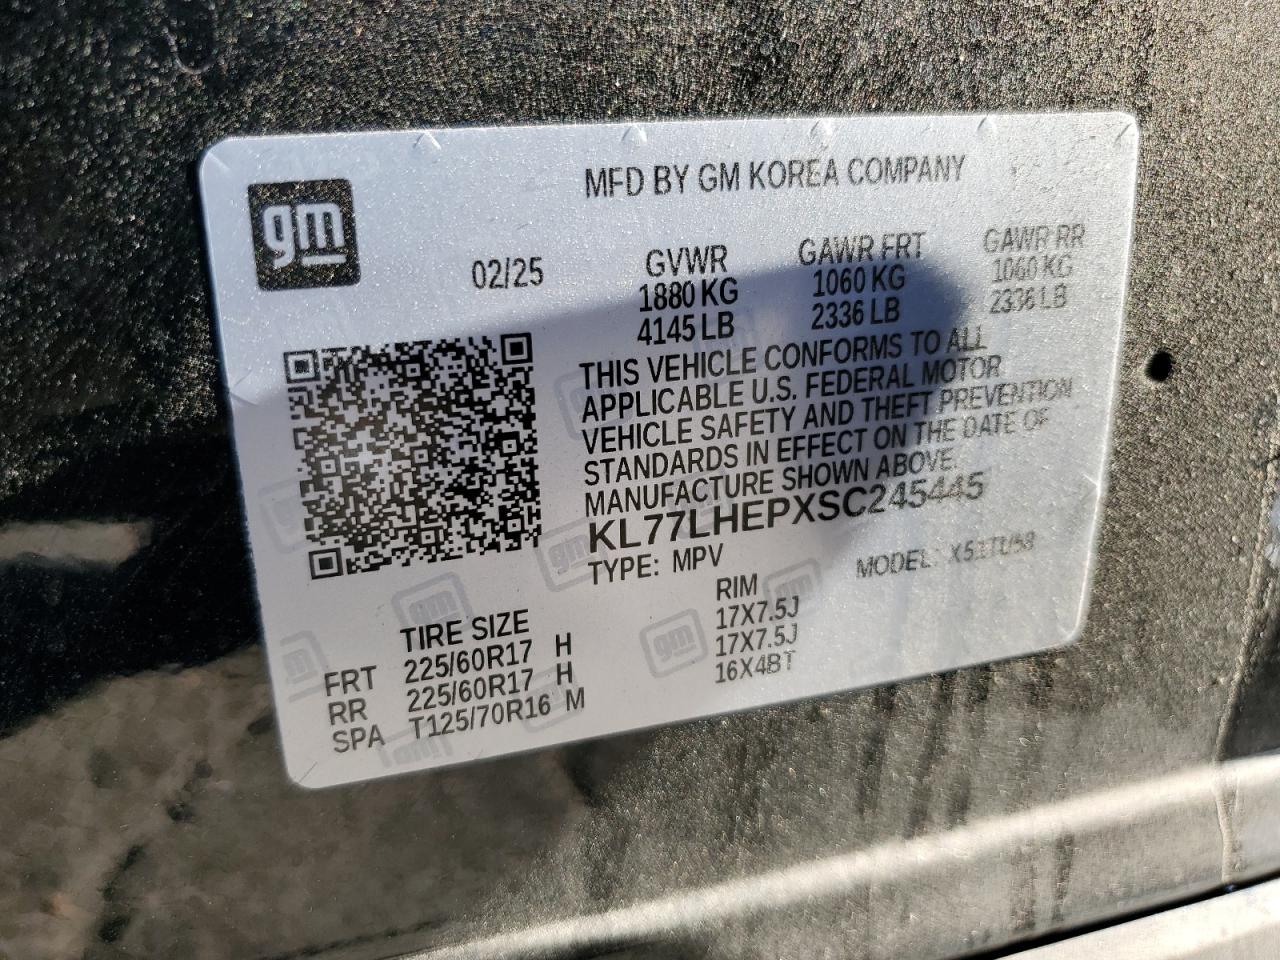 gm
MFD BY GM KOREA COMPANY
02/25
GVWR
1880 KG
4145 LB
GAWR FRT
1060 KG
2336 LB
GAWR RR
1060 KG
2336 LB
THIS VEHICLE CONFORMS TO ALL
APPLICABLE U.S. FEDERAL MOTOR
VEHICLE SAFETY AND THEFT PREVENTION
STANDARDS IN EFFECT ON THE DATE OF
MANUFACTURE SHOWN ABOVE.
KL77LHEPXSC245445
TYPE: MPV MODEL:
TIRE SIZE RIM
FRT 225/60R17 H 17X7.5J
RR 225/60R17 H 17X7.5J
SPA T125/70R16 M 16X4BT